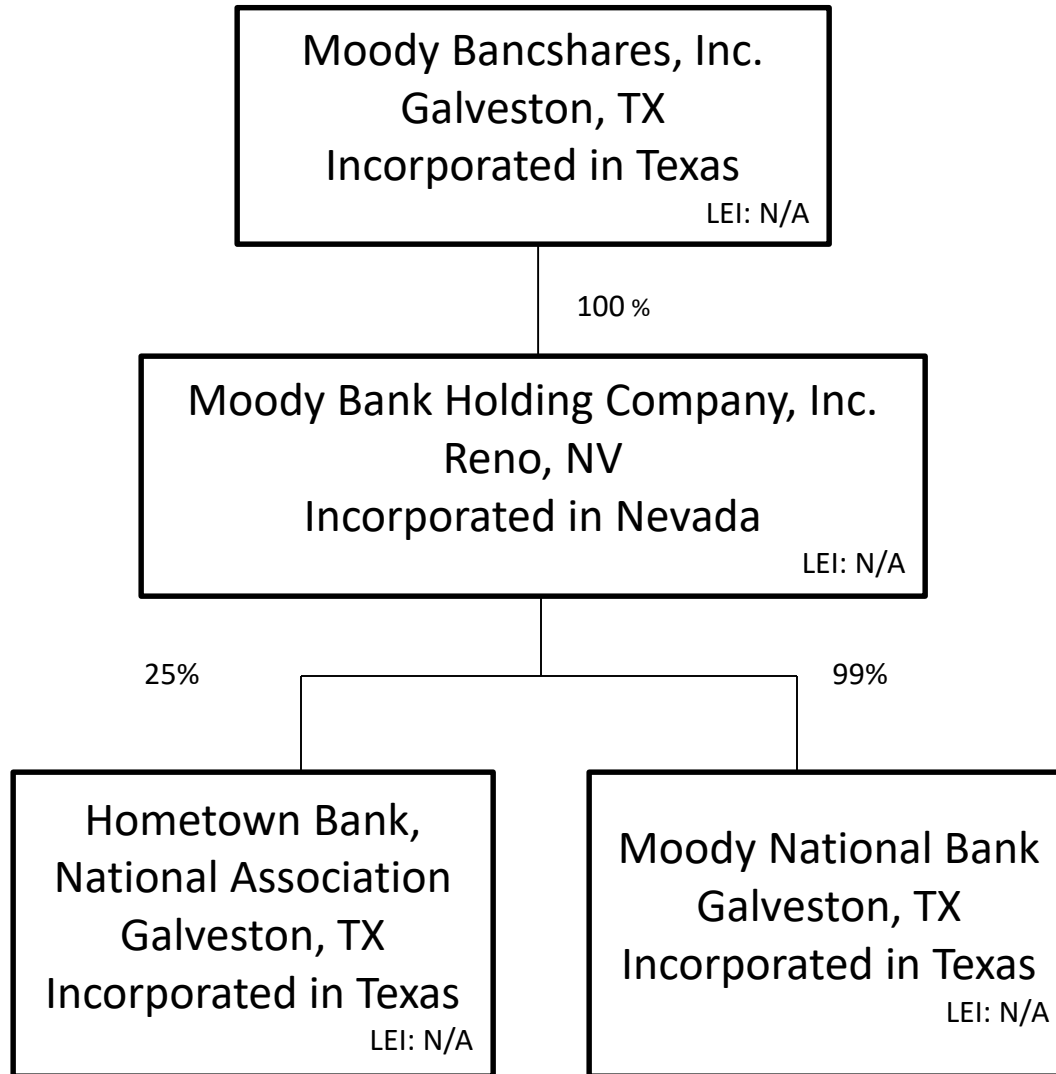 Moody Bancshares, Inc.
Galveston, TX
Incorporated in Texas
LEI: N/A
100 %
Moody Bank Holding Company, Inc.
Reno, NV
Incorporated in Nevada
LEI: N/A
25%
99%
Hometown Bank,
National Association
Galveston, TX
Incorporated in Texas
LEI: N/A
Moody National Bank
Galveston, TX
Incorporated in Texas
LEI: N/A